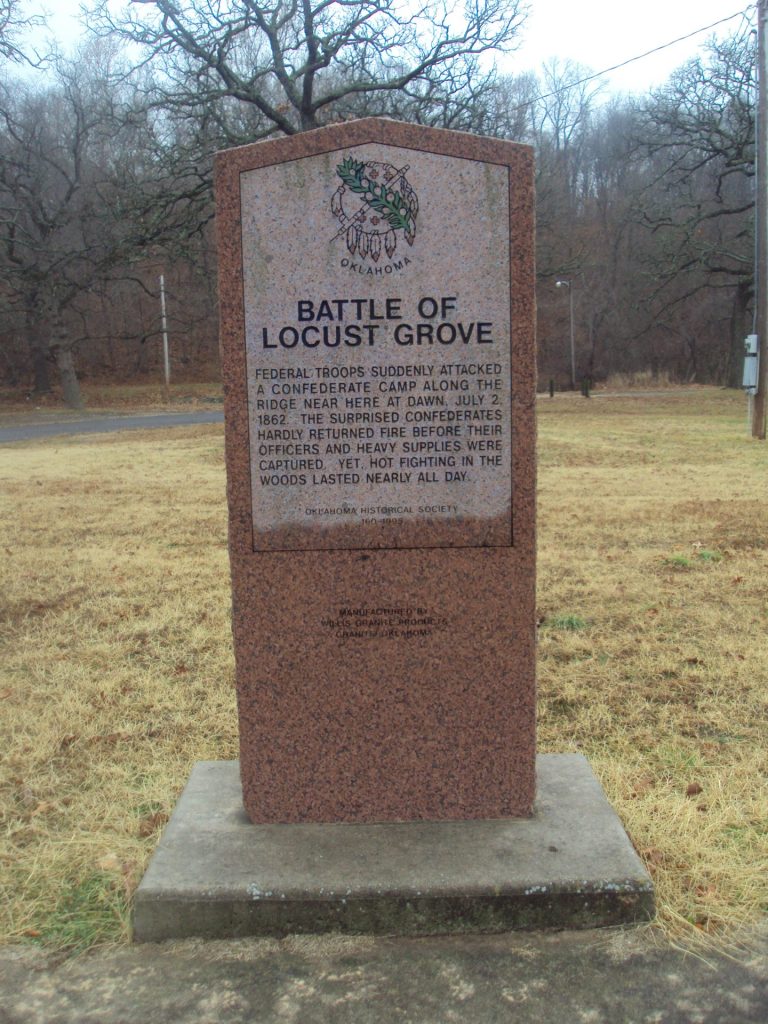 OKLAHOMA
BATTLE OF
LOCUST GROVE
FEDERAL TROOPS SUDDENLY ATTACKED
A CONFEDERATE CAMP ALONG THE
RIDGE NEAR HERE AT DAWN, JULY 2,
1862. THE SURPRISED CONFEDERATES
HARDLY RETURNED FIRE BEFORE THEIR
OFFICERS AND HEAVY SUPPLIES WERE
CAPTURED. YET, HOT FIGHTING IN THE
WOODS LASTED NEARLY ALL DAY.
OKLAHOMA HISTORICAL SOCIETY
160-1995
MANUFACTURED BY
WILLIS GRANITE PRODUCTS
GRANITE, OKLAHOMA